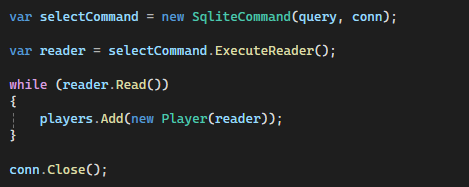 var selectCommand = new SqliteCommand(query, conn);
var reader = selectCommand.ExecuteReader();
while (reader.Read())
{
players.Add(new Player(reader));
}
conn.Close();